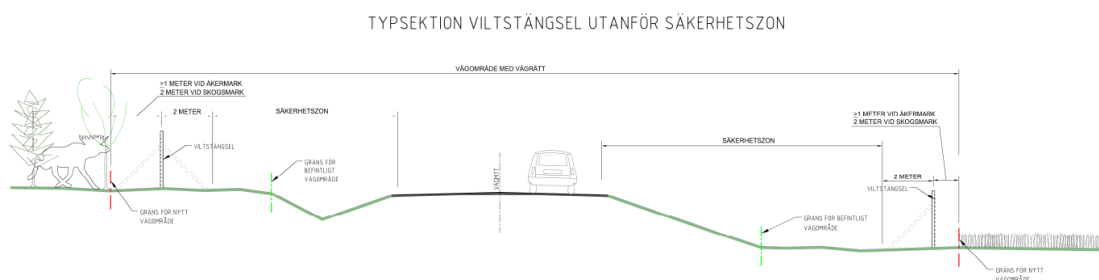 TYPSEKTION VILTSTÄNGSEL UTANFÖR SÄKERHETSZON
VÄGOMRÅDE MED VÄGRÄTT
>1 METER VID ÅKERMARK
2 METER VID SKOGSMARK
2 METER
SÄKERHETSZON
VILTSTÄNGSEL
GRÄNS FÖR
BEFINTLIGT
VÄGOMRÅDE
GRÄNS FÖR NYTT
VÄGOMRÅDE
VÄGMITT
SÄKERHETSZON
>1 METER VID ÅKERMARK
2 METER VID SKOGSMARK
2 METER
VILTSTÄNGSEL
GRÄNS FÖR BEFINTLIGT
VÄGOMRÅDE
GRÄNS FÖR NYTT
VÄGOMRÅDE